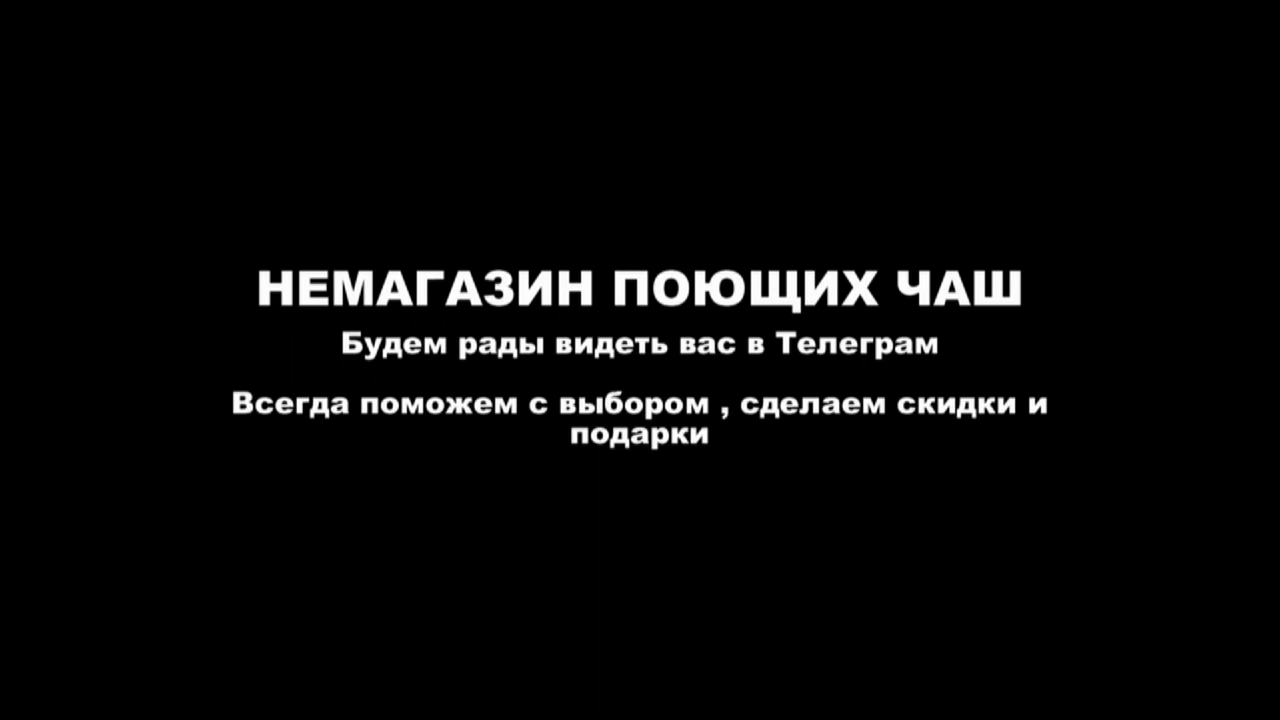 НЕМАГАЗИН ПОЮЩИХ ЧАШ
Будем рады видеть вас в Телеграм
Всегда поможем с выбором , сделаем скидки и
подарки